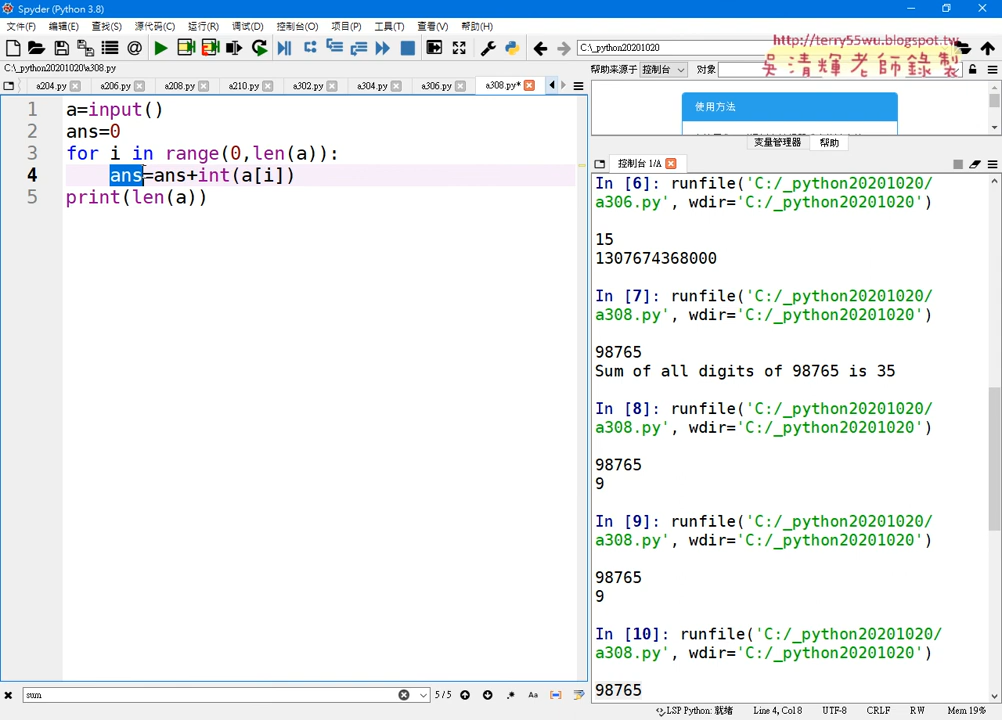 Spyder (Python 3.8)
文件(F) 编辑(E) 查找(S) 源代码(C) 运行(R) 调试(D) 控制台(O) 项目(P) 工具(T) 查看(V) 帮助(H)
http://terry55wu.blogspot.tw
吳清輝老師錄製
C:\_python20201020
C:\_python20201020\a308.py
帮助来源于 控制台 对象
a204.py a206.py a208.py a210.py a302.py a304.py a306.py a308.py*
使用方法
变量管理器 帮助
控制台 1/A
1 a=input()
2 ans=0
3 for i in range(0,len(a)):
4 ans=ans+int(a[i])
5 print(len(a))
In [6]: runfile('C:/_python20201020/
a306.py', wdir='C:/_python20201020')
15
1307674368000
In [7]: runfile('C:/_python20201020/
a308.py', wdir='C:/_python20201020')
98765
Sum of all digits of 98765 is 35
In [8]: runfile('C:/_python20201020/
a308.py', wdir='C:/_python20201020')
98765
9
In [9]: runfile('C:/_python20201020/
a308.py', wdir='C:/_python20201020')
98765
9
In [10]: runfile('C:/_python20201020/
a308.py', wdir='C:/_python20201020')
98765
sum 5/5 Aa
LSP Python: 就绪 Line 4, Col 8 UTF-8 CRLF RW Mem 19%